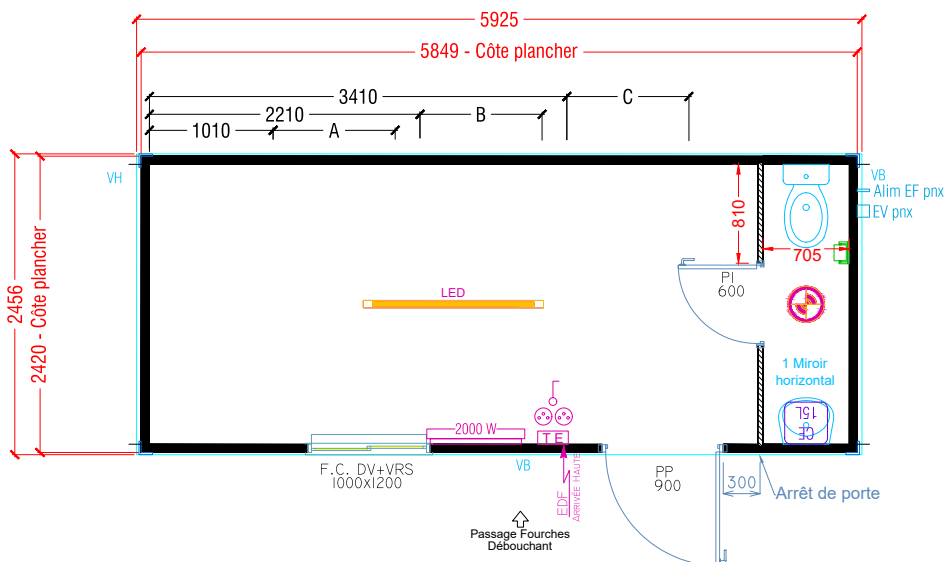 5925
5849 - Côte plancher
3410
C
2210
B
1010
A
VH
VB
Alim EF pnx
EV pnx
810
705
PI
600
LED
2456
2420 - Côte plancher
1 Miroir
horizontal
CE
15L
2000 W
T E
F.C. DV+VRS
1000x1200
VB
EDF
ARRIVÉE HAUTE
PP
900
300
Arrêt de porte
Passage Fourches
Débouchant